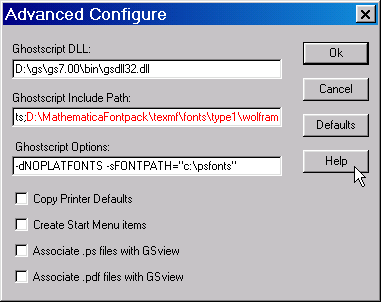 Advanced Configure
Ghostscript DLL:
D:\gs\gs7.00\bin\gsdll32.dll
Ok
Cancel
Ghostscript Include Path:
ts;D:\MathematicaFontpack\texmf\fonts\type1\wolfram
Defaults
Ghostscript Options:
-dNOPLATFONTS -sFONTPATH="c:\psfonts"
Help
Copy Printer Defaults
Create Start Menu items
Associate .ps files with GSview
Associate .pdf files with GSview